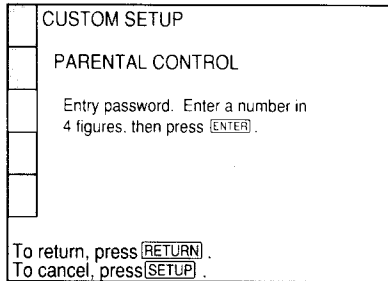 CUSTOM SETUP
PARENTAL CONTROL
Entry password. Enter a number in
4 figures, then press ENTER .
To return, press RETURN .
To cancel, press SETUP .